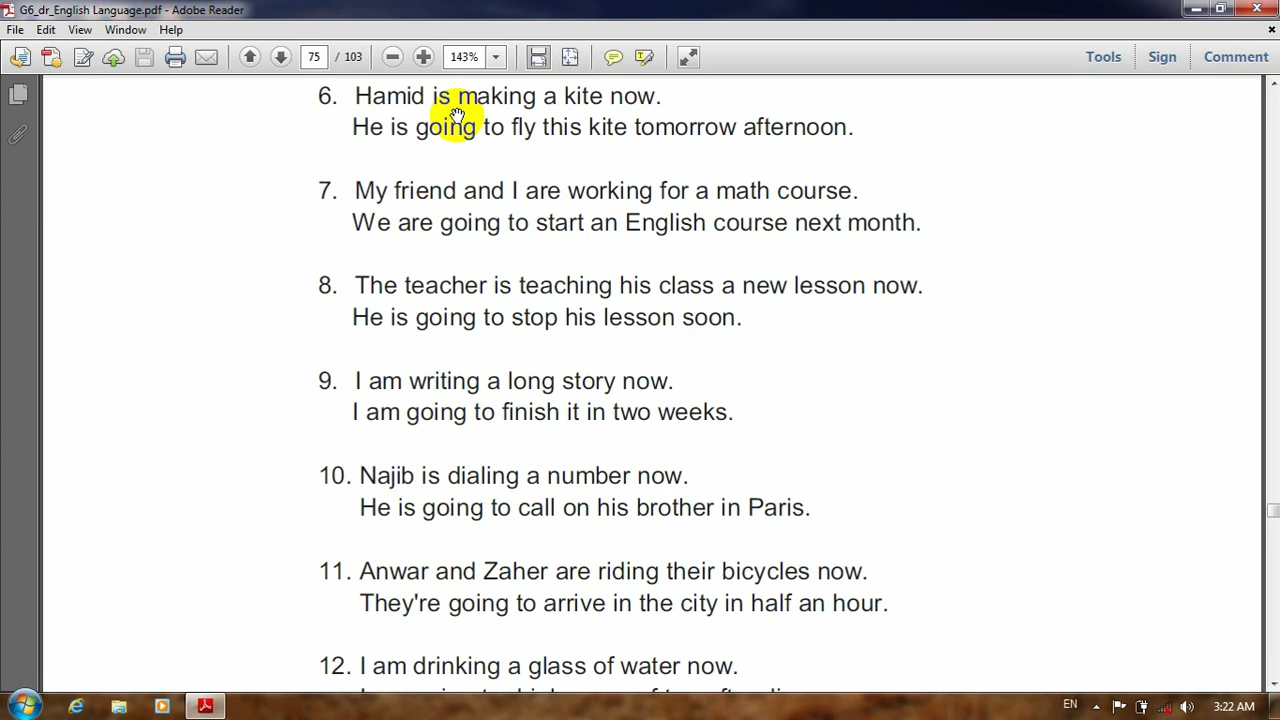 G6_dr_English Language.pdf - Adobe Reader
File Edit View Window Help
75 / 103 143% Tools Sign Comment
6. Hamid is making a kite now.
He is going to fly this kite tomorrow afternoon.
7. My friend and I are working for a math course.
We are going to start an English course next month.
8. The teacher is teaching his class a new lesson now.
He is going to stop his lesson soon.
9. I am writing a long story now.
I am going to finish it in two weeks.
10. Najib is dialing a number now.
He is going to call on his brother in Paris.
11. Anwar and Zaher are riding their bicycles now.
They're going to arrive in the city in half an hour.
12. I am drinking a glass of water now.
EN 3:22 AM